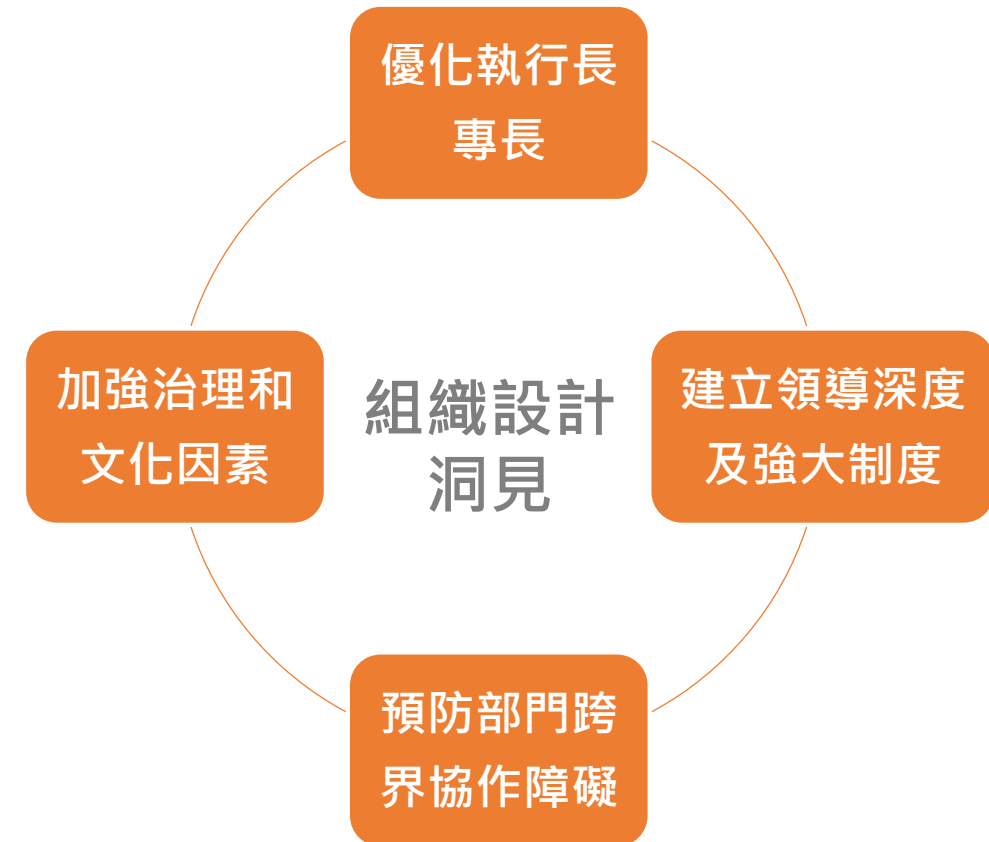 優化執行長
專長
加強治理和
文化因素
組織設計
洞見
建立領導深度
及強大制度
預防部門跨
界協作障礙